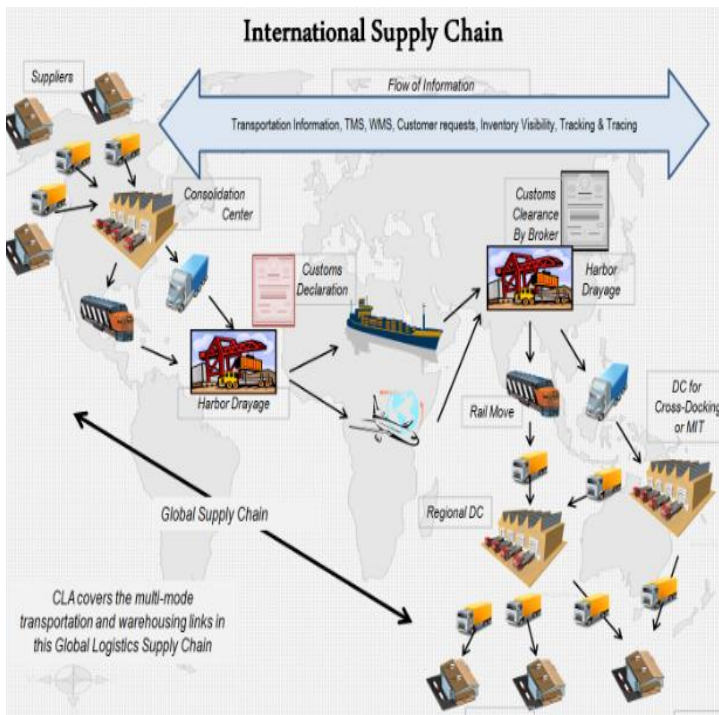 International Supply Chain
Suppliers
Flow of Information
Transportation Information, TMS, WMS, Customer requests, Inventory Visibility, Tracking & Tracing
Consolidation
Center
Customs
Clearance
By Broker
Customs
Declaration
Harbor
Drayage
Harbor Drayage
Rail Move
DC for
Cross-Docking
or MIT
Regional DC
Global Supply Chain
CLA covers the multi-mode
transportation and warehousing links in
this Global Logistics Supply Chain